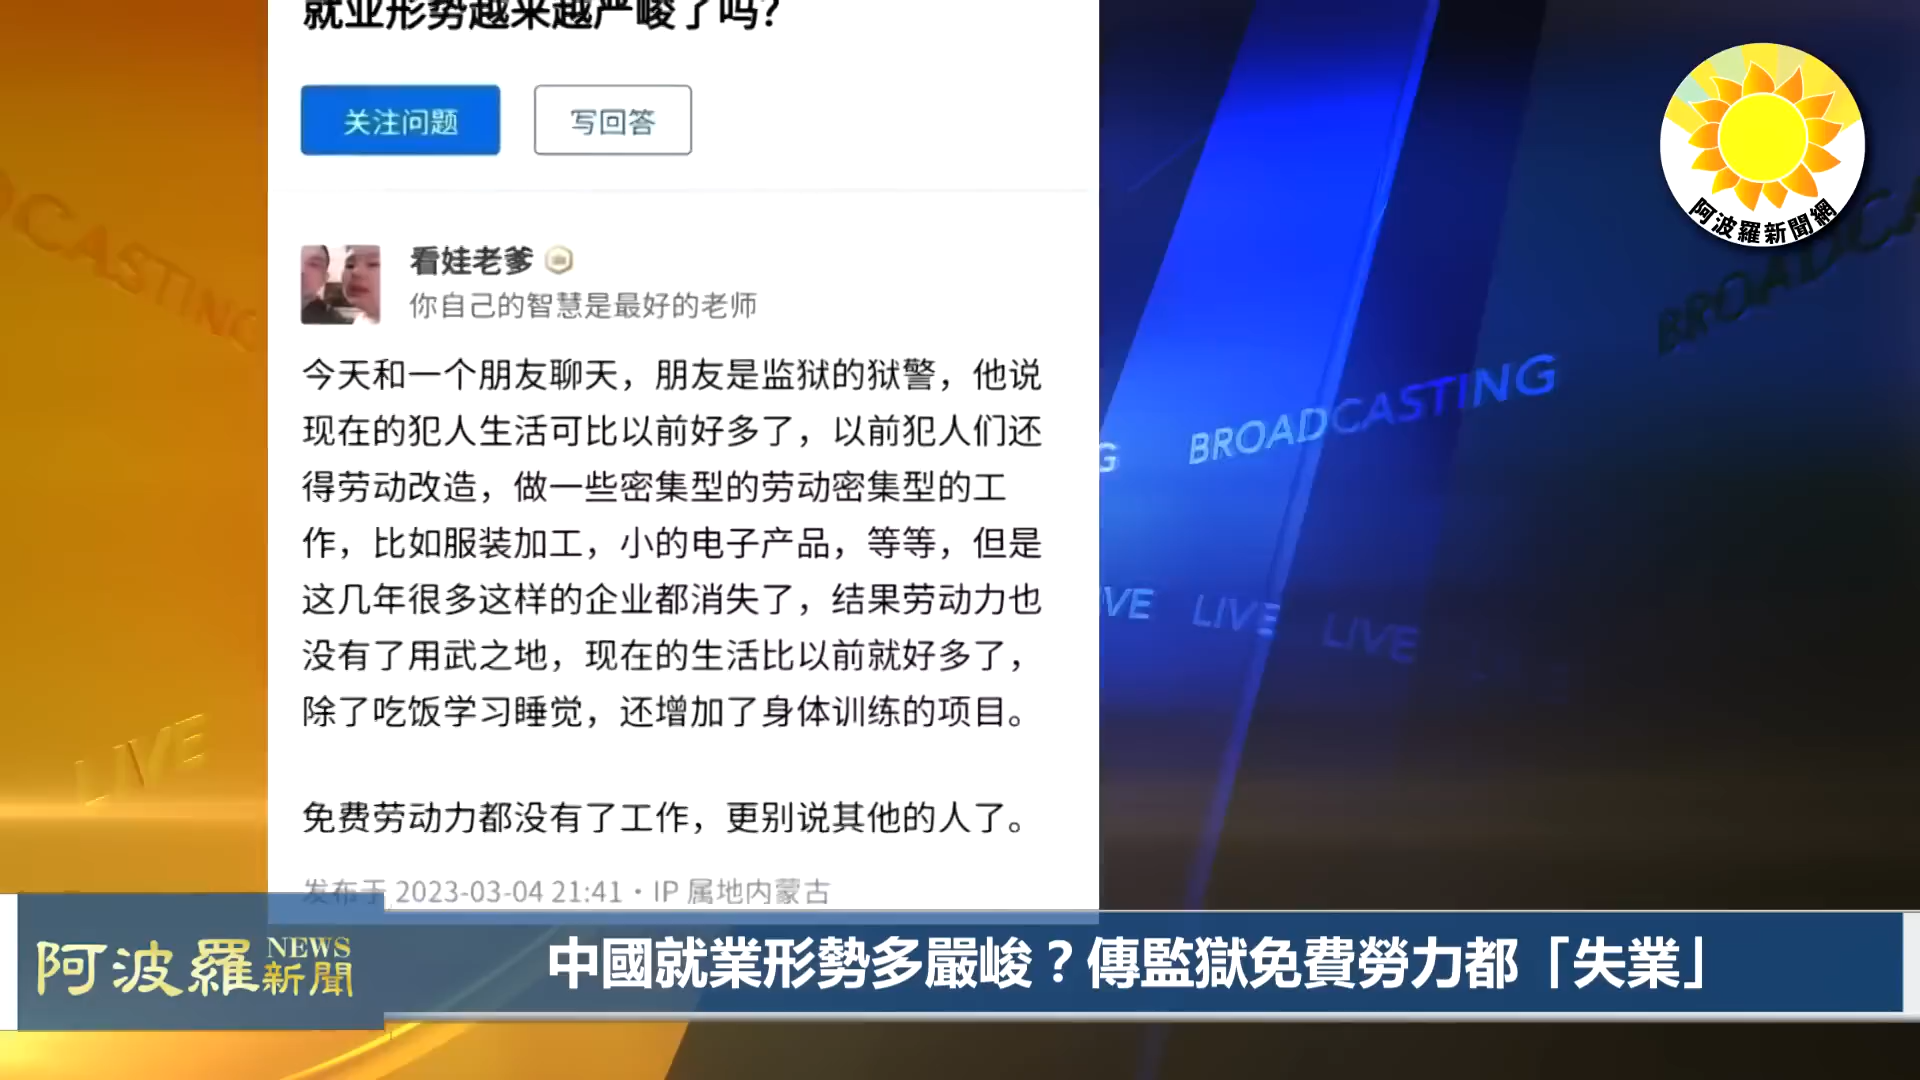 就业形势越来越严峻了吗？
关注问题
写回答
看娃老爹
你自己的智慧是最好的老师
今天和一个朋友聊天，朋友是监狱的狱警，他说
现在的犯人生活可比以前好多了，以前犯人们还
得劳动改造，做一些密集型的劳动密集型的工
作，比如服装加工，小的电子产品，等等，但是
这几年很多这样的企业都消失了，结果劳动力也
没有了用武之地，现在的生活比以前就好多了，
除了吃饭学习睡觉，还增加了身体训练的项目。
免费劳动力都没有了工作，更别说其他的人了。
发布于 2023-03-04 21:41・IP 属地内蒙古
阿波羅新聞網
BROADCASTING
LIVE
LIVE
LIVE
阿波羅NEWS新聞
中國就業形勢多嚴峻？傳監獄免費勞力都「失業」